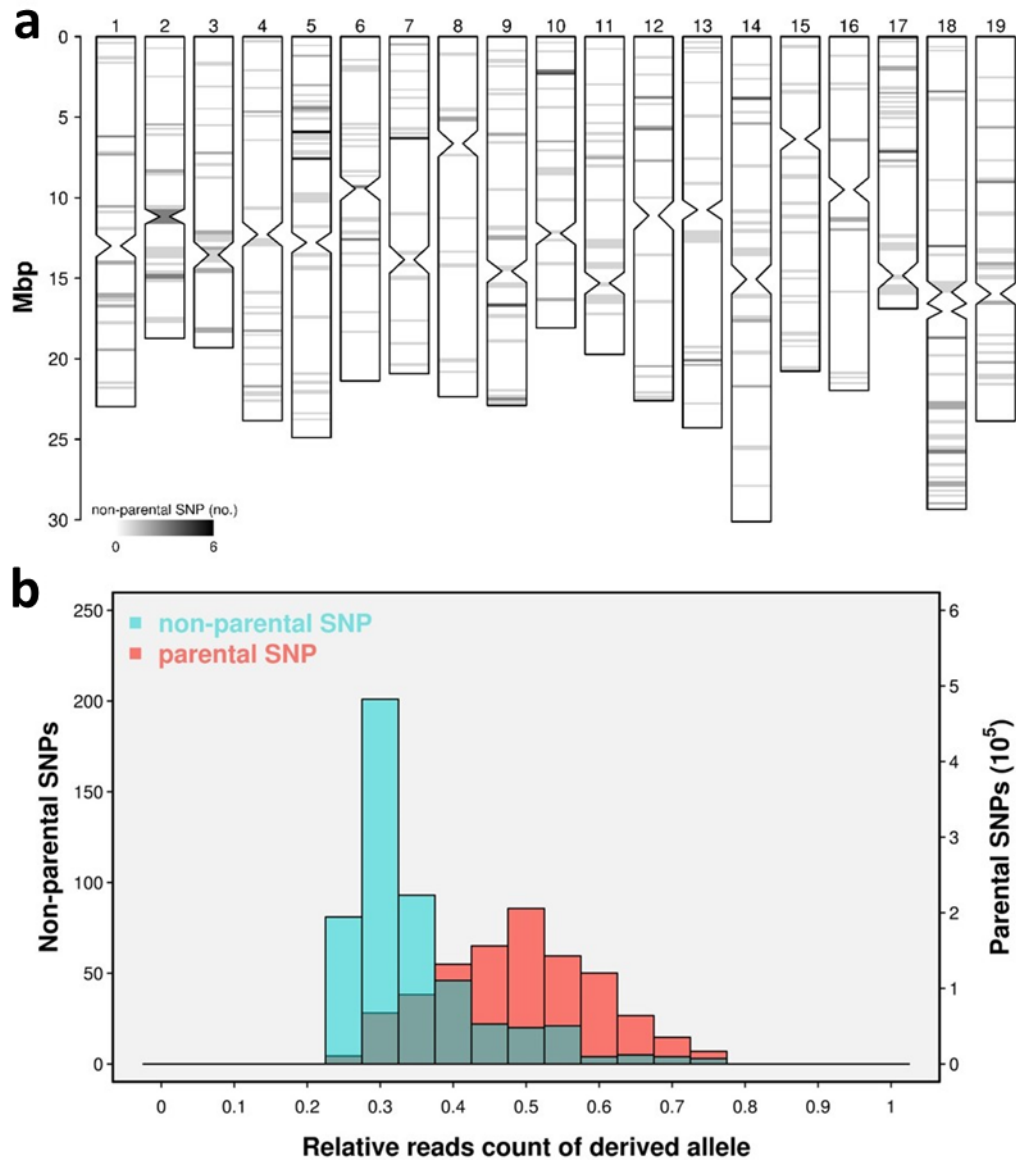 a
1 2 3 4 5 6 7 8 9 10 11 12 13 14 15 16 17 18 19
0
5
10
15
20
25
30
Mbp
non-parental SNP (no.)
0 6
b
non-parental SNP
parental SNP
250
200
150
100
50
0
Non-parental SNPs
6
5
4
3
2
1
0
Parental SNPs (10⁵)
0 0.1 0.2 0.3 0.4 0.5 0.6 0.7 0.8 0.9 1
Relative reads count of derived allele